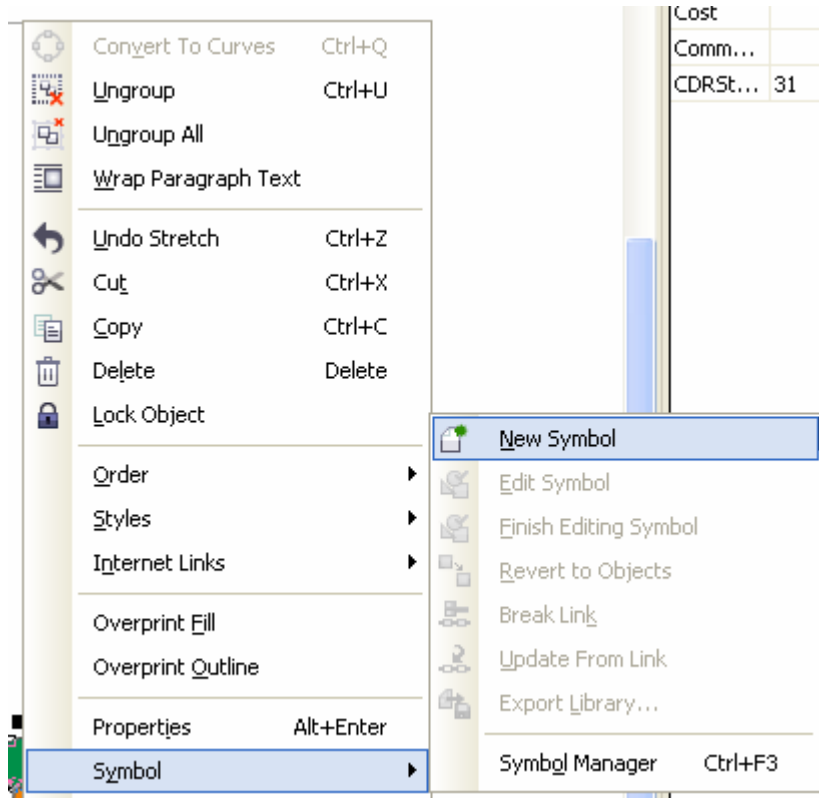 Cost
Comm...
CDRSt... 31
Convert To Curves Ctrl+Q
Ungroup Ctrl+U
Ungroup All
Wrap Paragraph Text
Undo Stretch Ctrl+Z
Cut Ctrl+X
Copy Ctrl+C
Delete Delete
Lock Object
Order
Styles
Internet Links
Overprint Fill
Overprint Outline
Properties Alt+Enter
Symbol
New Symbol
Edit Symbol
Finish Editing Symbol
Revert to Objects
Break Link
Update From Link
Export Library...
Symbol Manager Ctrl+F3